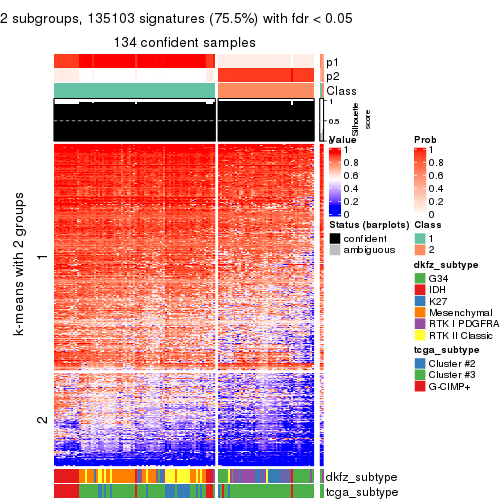 2 subgroups, 135103 signatures (75.5%) with fdr < 0.05
134 confident samples
p1
p2
Class
1
0.5
0
Silhouette
score
k-means with 2 groups
1
2
Value
1
0.8
0.6
0.4
0.2
0
Prob
1
0.8
0.6
0.4
0.2
0
Status (barplots)
confident
ambiguous
Class
1
2
dkfz_subtype
G34
IDH
K27
Mesenchymal
RTK I PDGFRA
RTK II Classic
tcga_subtype
Cluster #2
Cluster #3
G-CIMP+
dkfz_subtype
tcga_subtype